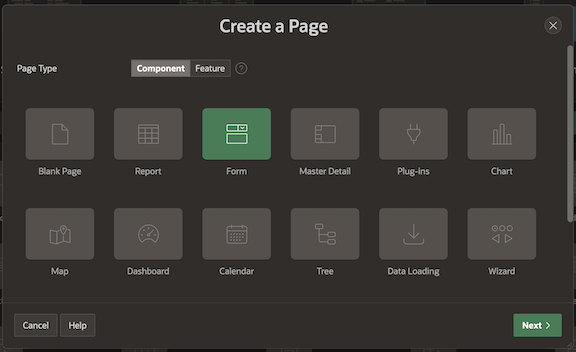 Create a Page
Page Type
Component Feature
Blank Page Report Form Master Detail Plug-ins Chart
Map Dashboard Calendar Tree Data Loading Wizard
Cancel Help Next